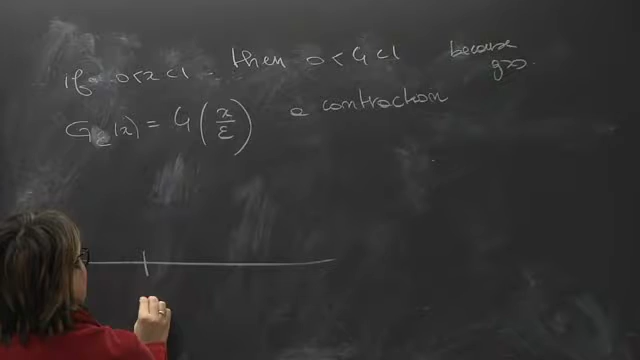 if 0<x<1 then 0<G<1 because
g>0.
G_ε(x) = G(x/ε) a contraction